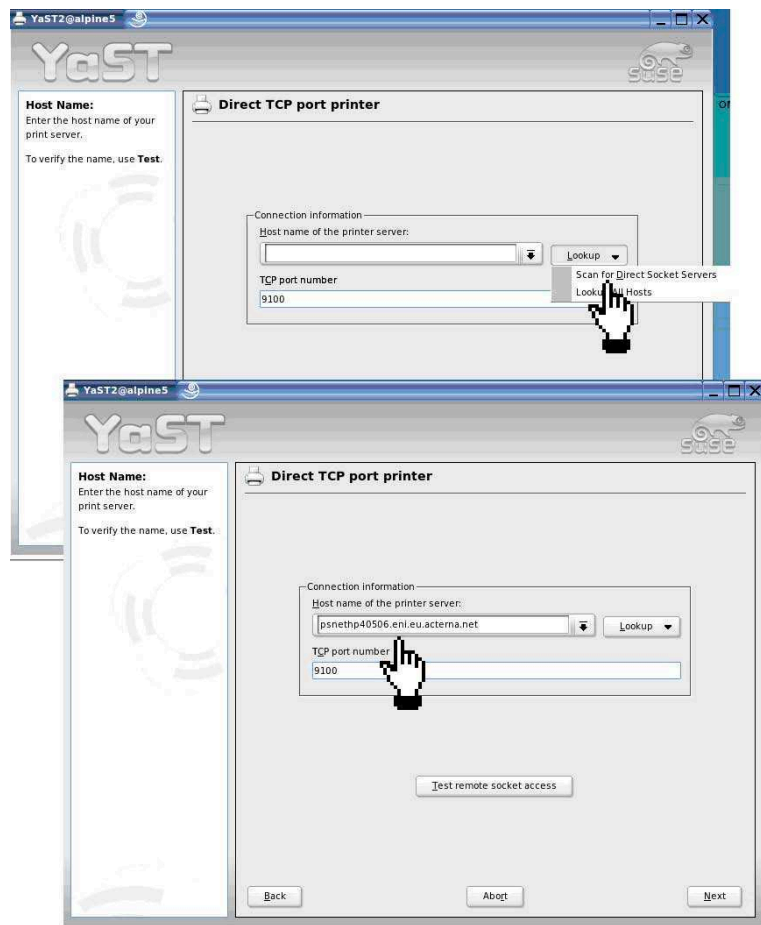 YaST2@alpine5
YaST
suse
Host Name:
Enter the host name of your
print server.
To verify the name, use Test.
Direct TCP port printer
Connection information
Host name of the printer server:
Lookup
Scan for Direct Socket Servers
All Hosts
TCP port number
9100
YaST2@alpine5
YaST
suse
Host Name:
Enter the host name of your
print server.
To verify the name, use Test.
Direct TCP port printer
Connection information
Host name of the printer server:
psnethp40506.eni.eu.acterna.net
Lookup
TCP port number
9100
Test remote socket access
Back
Abort
Next